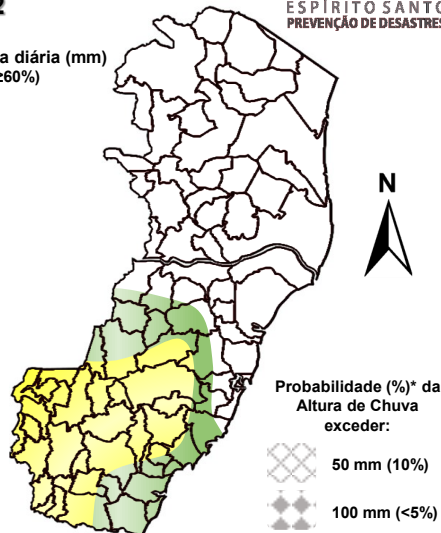 ESPÍRITO SANTO
PREVENÇÃO DE DESASTRES
a diária (mm)
≥60%)
N
Probabilidade (%)* da
Altura de Chuva
exceder:
50 mm (10%)
100 mm (<5%)